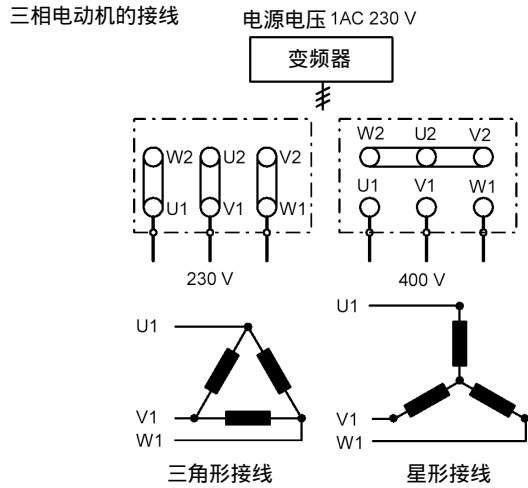 三相电动机的接线
电源电压 1AC 230 V
变频器
W2 U2 V2
U1 V1 W1
230 V
W2 U2 V2
U1 V1 W1
400 V
U1
V1
W1
三角形接线
U1
V1
W1
星形接线